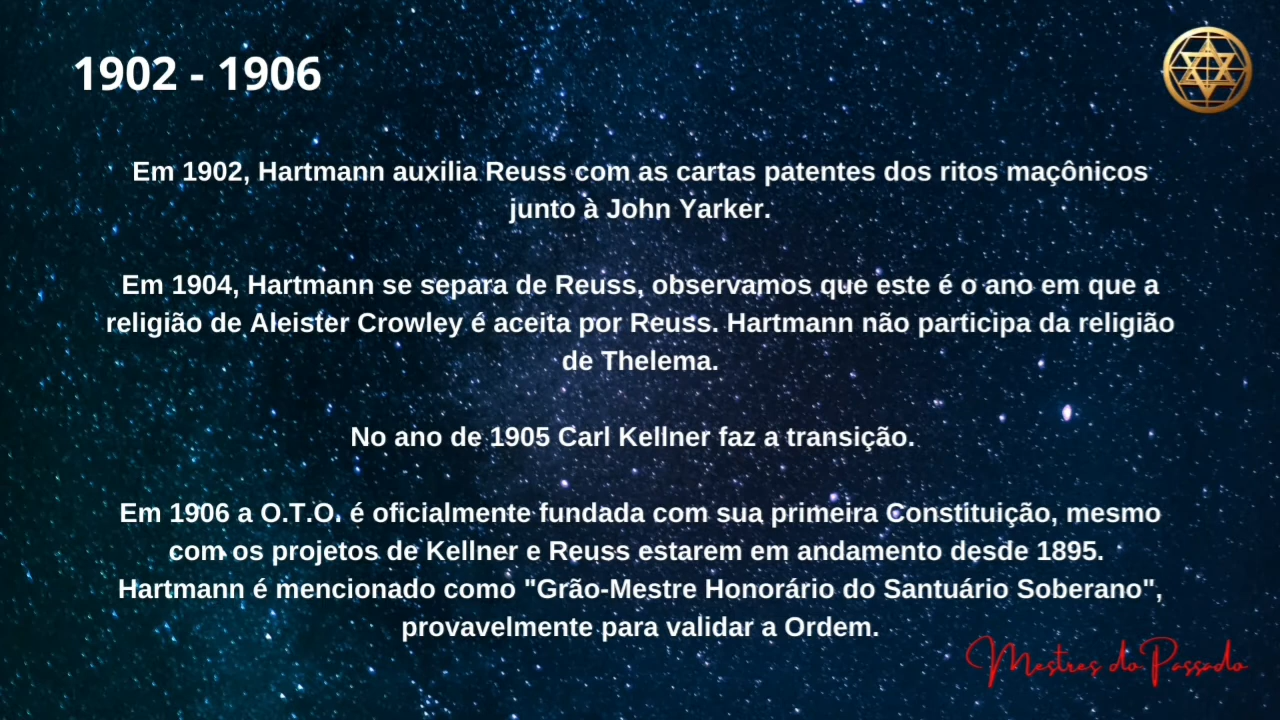 1902 - 1906
Em 1902, Hartmann auxilia Reuss com as cartas patentes dos ritos maçônicos
junto à John Yarker.
Em 1904, Hartmann se separa de Reuss, observamos que este é o ano em que a
religião de Aleister Crowley é aceita por Reuss. Hartmann não participa da religião
de Thelema.
No ano de 1905 Carl Kellner faz a transição.
Em 1906 a O.T.O. é oficialmente fundada com sua primeira Constituição, mesmo
com os projetos de Kellner e Reuss estarem em andamento desde 1895.
Hartmann é mencionado como "Grão-Mestre Honorário do Santuário Soberano",
provavelmente para validar a Ordem.
Mestres do Passado